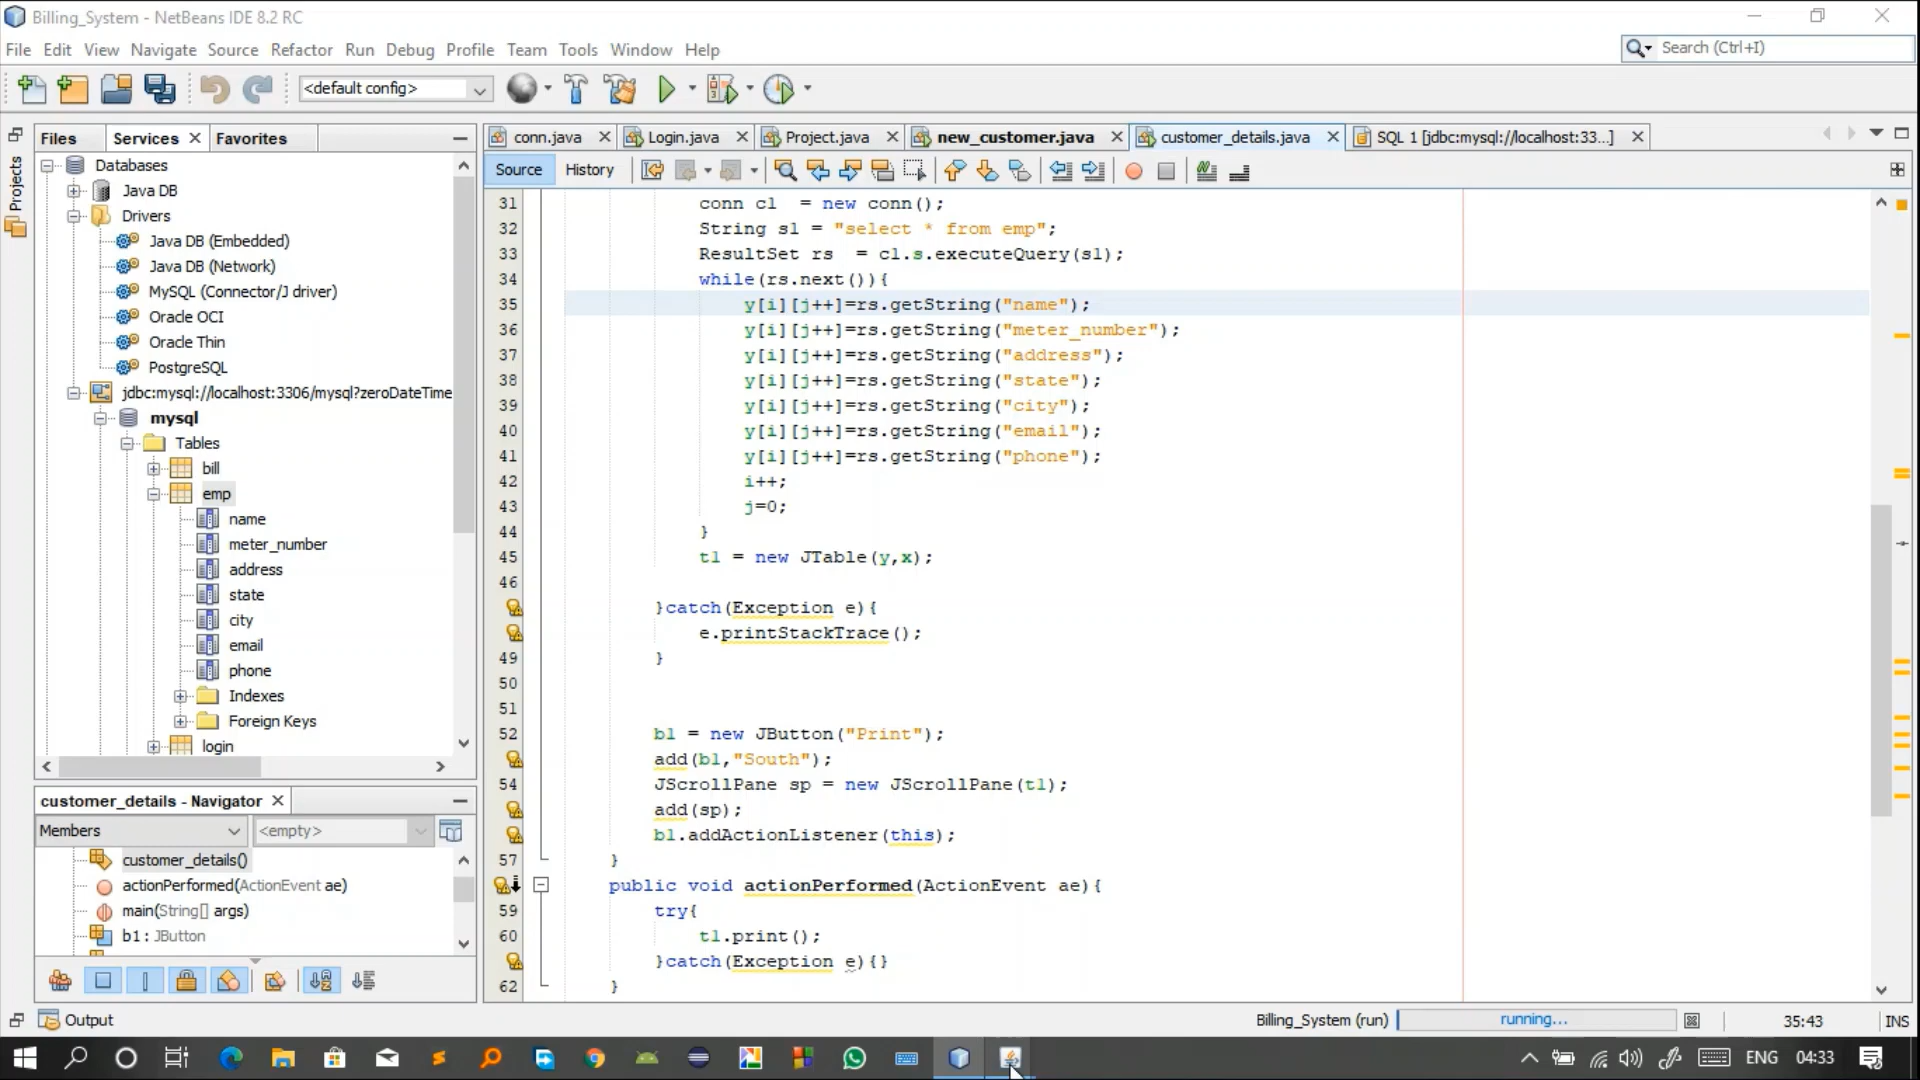 Billing_System - NetBeans IDE 8.2 RC
File Edit View Navigate Source Refactor Run Debug Profile Team Tools Window Help
Search (Ctrl+I)
<default config>
Files Services Favorites
conn.java Login.java Project.java new_customer.java customer_details.java SQL 1 [jdbc:mysql://localhost:33...]
Source History
Projects
Databases
Java DB
Drivers
Java DB (Embedded)
Java DB (Network)
MySQL (Connector/J driver)
Oracle OCI
Oracle Thin
PostgreSQL
jdbc:mysql://localhost:3306/mysql?zeroDateTime
mysql
Tables
bill
emp
name
meter_number
address
state
city
email
phone
Indexes
Foreign Keys
login
customer_details - Navigator
Members <empty>
customer_details()
actionPerformed(ActionEvent ae)
main(String[] args)
b1 : JButton
31 conn c1  = new conn();
32 String s1 = "select * from emp";
33 ResultSet rs  = c1.s.executeQuery(s1);
34 while(rs.next()){
35 y[i][j++]=rs.getString("name");
36 y[i][j++]=rs.getString("meter_number");
37 y[i][j++]=rs.getString("address");
38 y[i][j++]=rs.getString("state");
39 y[i][j++]=rs.getString("city");
40 y[i][j++]=rs.getString("email");
41 y[i][j++]=rs.getString("phone");
42 i++;
43 j=0;
44 }
45 t1 = new JTable(y,x);
46
}catch(Exception e){
e.printStackTrace();
49 }
50
51
52 b1 = new JButton("Print");
add(b1,"South");
54 JScrollPane sp = new JScrollPane(t1);
add(sp);
b1.addActionListener(this);
57 }
public void actionPerformed(ActionEvent ae){
59 try{
60 t1.print();
}catch(Exception e){}
62 }
Output
Billing_System (run) running... 35:43 INS
ENG 04:33